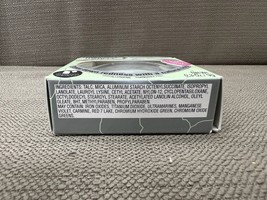 INGREDIENTS: TALC, MICA, ALUMINUM STARCH OCTENYLSUCCINATE, ISOPROPYL
LANOLATE, LAUROYL LYSINE, CETYL ACETATE, NYLON-12, CYCLOPENTASILOXANE,
OCTYLDODECYL STEAROYL STEARATE, ACETYLATED LANOLIN ALCOHOL, OLEYL
OLEATE, BHT, METHYLPARABEN, PROPYLPARABEN.
MAY CONTAIN: IRON OXIDES, TITANIUM DIOXIDE, ULTRAMARINES, MANGANESE
VIOLET, CARMINE, RED 7 LAKE, CHROMIUM HYDROXIDE GREEN, CHROMIUM OXIDE
GREENS.